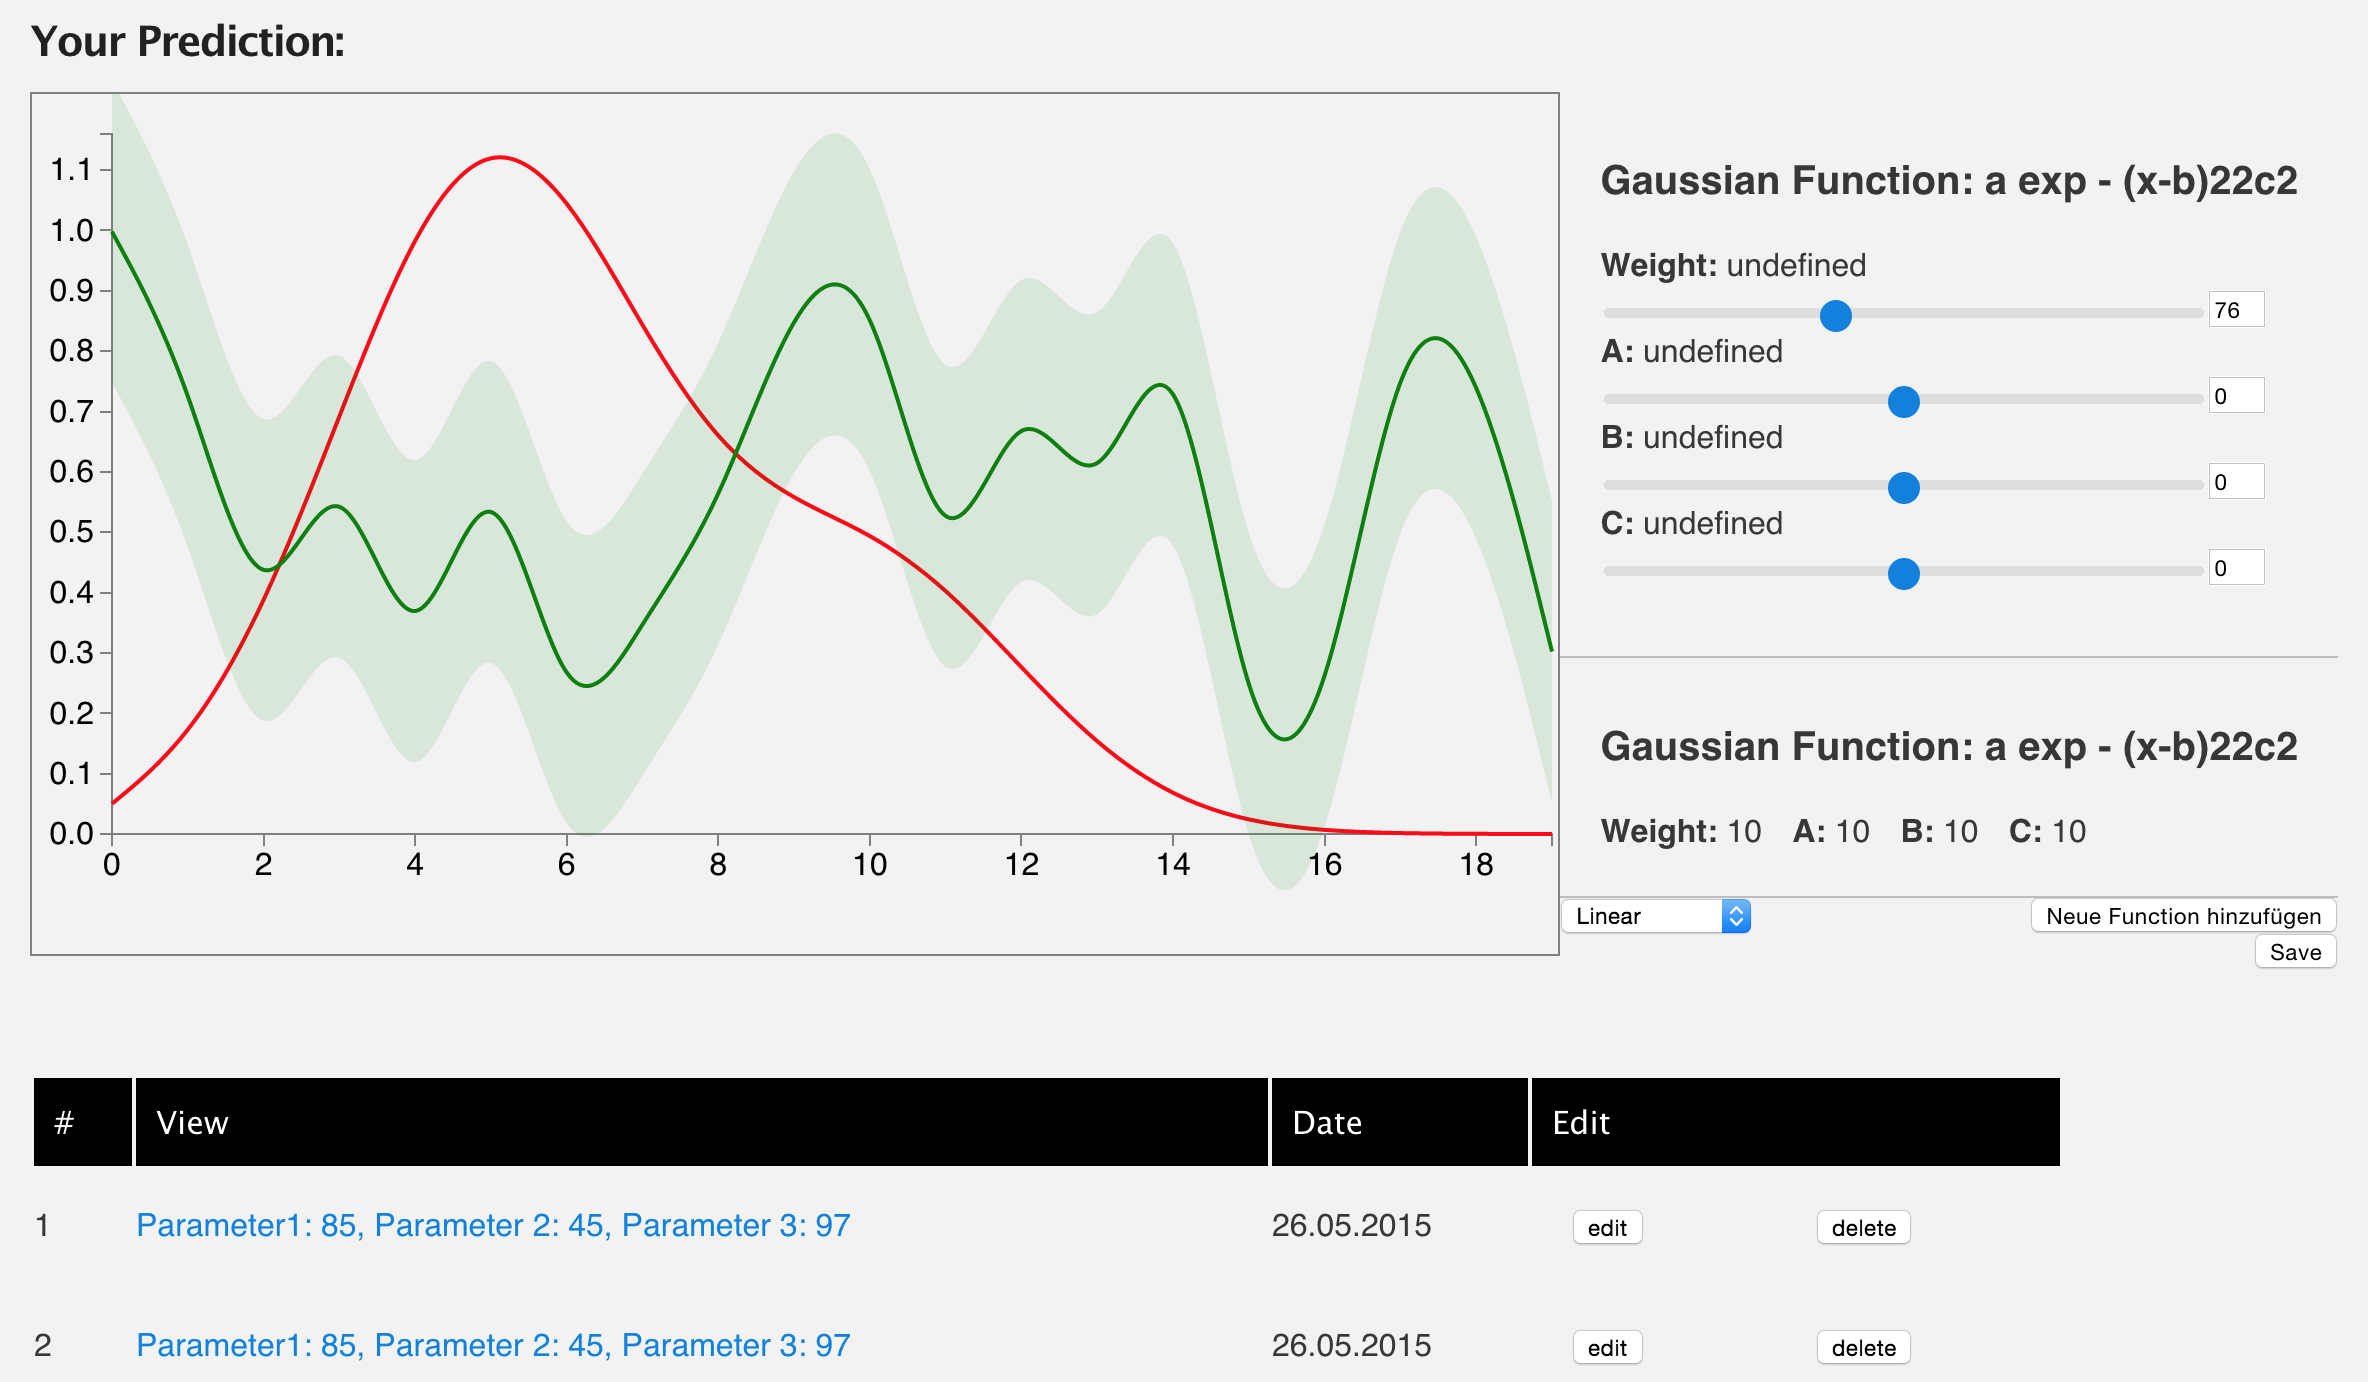 Your Prediction:
1.1
1.0
0.9
0.8
0.7
0.6
0.5
0.4
0.3
0.2
0.1
0.0
0 2 4 6 8 10 12 14 16 18
Gaussian Function: a exp - (x-b)22c2
Weight: undefined
76
A: undefined
0
B: undefined
0
C: undefined
0
Gaussian Function: a exp - (x-b)22c2
Weight: 10 A: 10 B: 10 C: 10
Linear Neue Function hinzufügen
Save
# View Date Edit
1 Parameter1: 85, Parameter 2: 45, Parameter 3: 97 26.05.2015 edit delete
2 Parameter1: 85, Parameter 2: 45, Parameter 3: 97 26.05.2015 edit delete